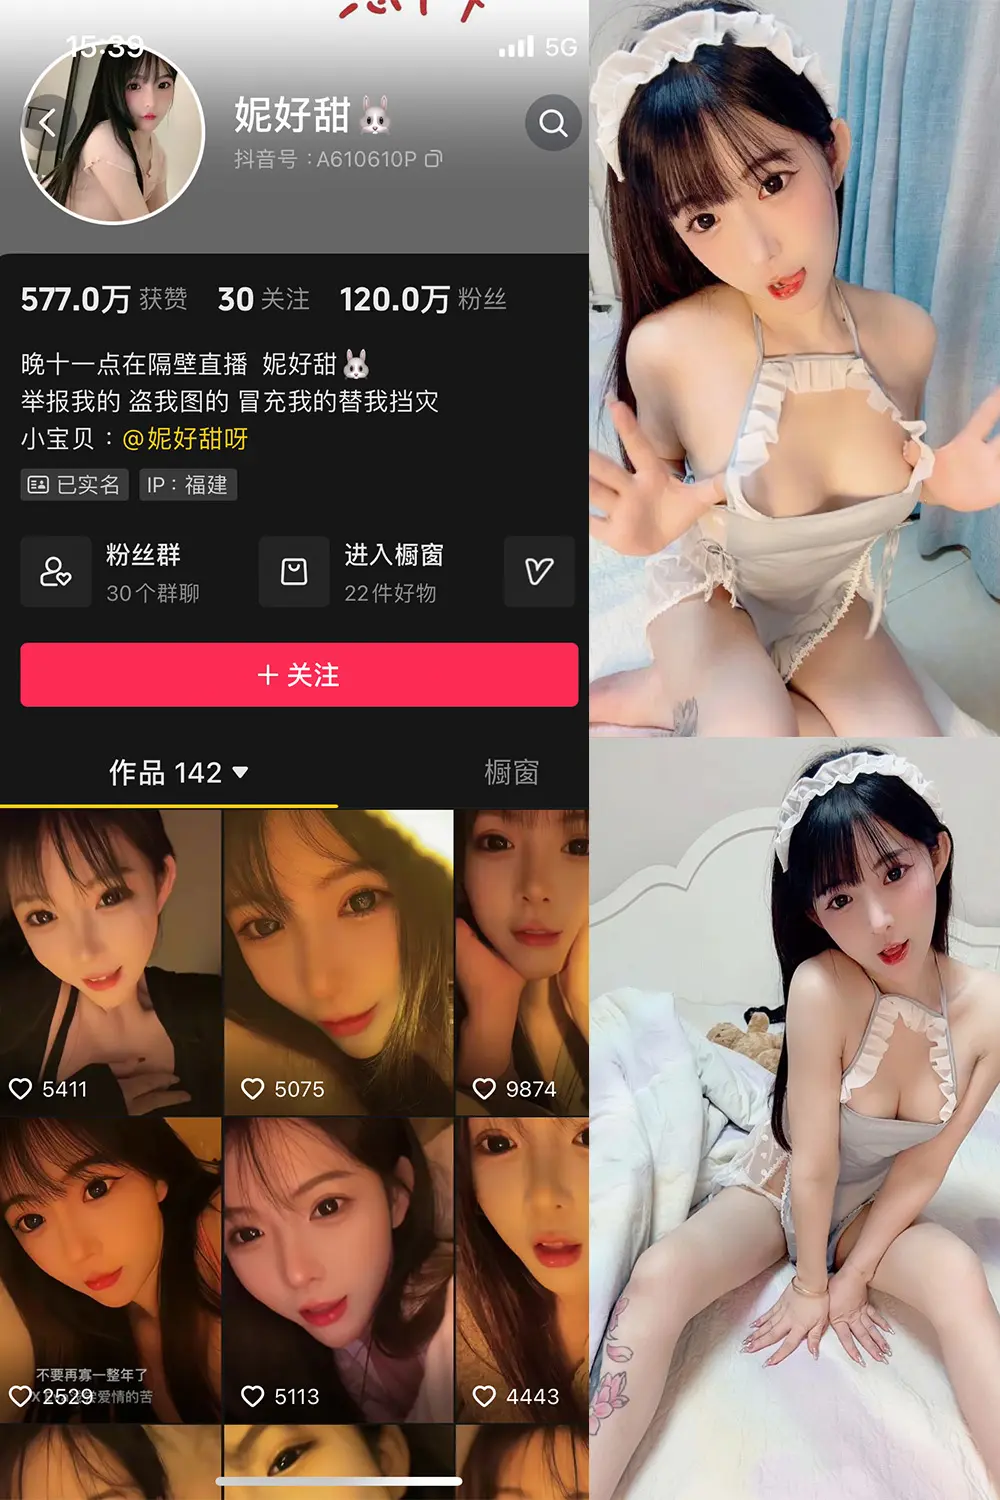 15:39
5G
妮好甜🐰
抖音号：A610610P
577.0万 获赞 30 关注 120.0万 粉丝
晚十一点在隔壁直播 妮好甜🐰
举报我的 盗我图的 冒充我的替我挡灾
小宝贝：@妮好甜呀
已实名 IP：福建
粉丝群
30个群聊
进入橱窗
22件好物
+ 关注
作品 142
橱窗
5411
5075
9874
不要再寡一整年了
爱情的苦
2529
5113
4443